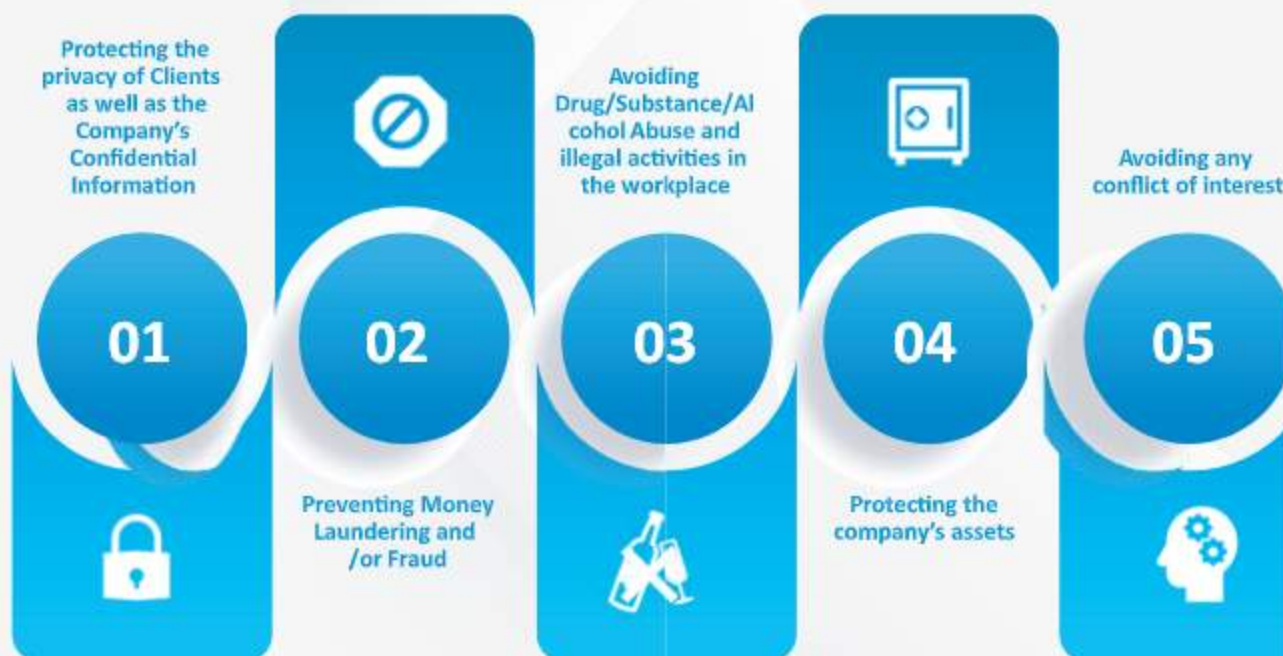 Protecting the
privacy of Clients
as well as the
Company's
Confidential
Information
01
02
Preventing Money
Laundering and
/or Fraud
Avoiding
Drug/Substance/Al
cohol Abuse and
illegal activities in
the workplace
03
04
Protecting the
company's assets
Avoiding any
conflict of interest
05